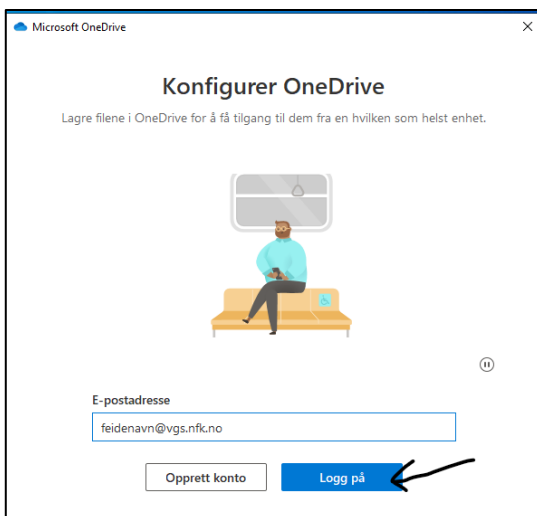 Microsoft OneDrive
Konfigurer OneDrive
Lagre filene i OneDrive for å få tilgang til dem fra en hvilken som helst enhet.
E-postadresse
feidenavn@vgs.nfk.no
Opprett konto
Logg på